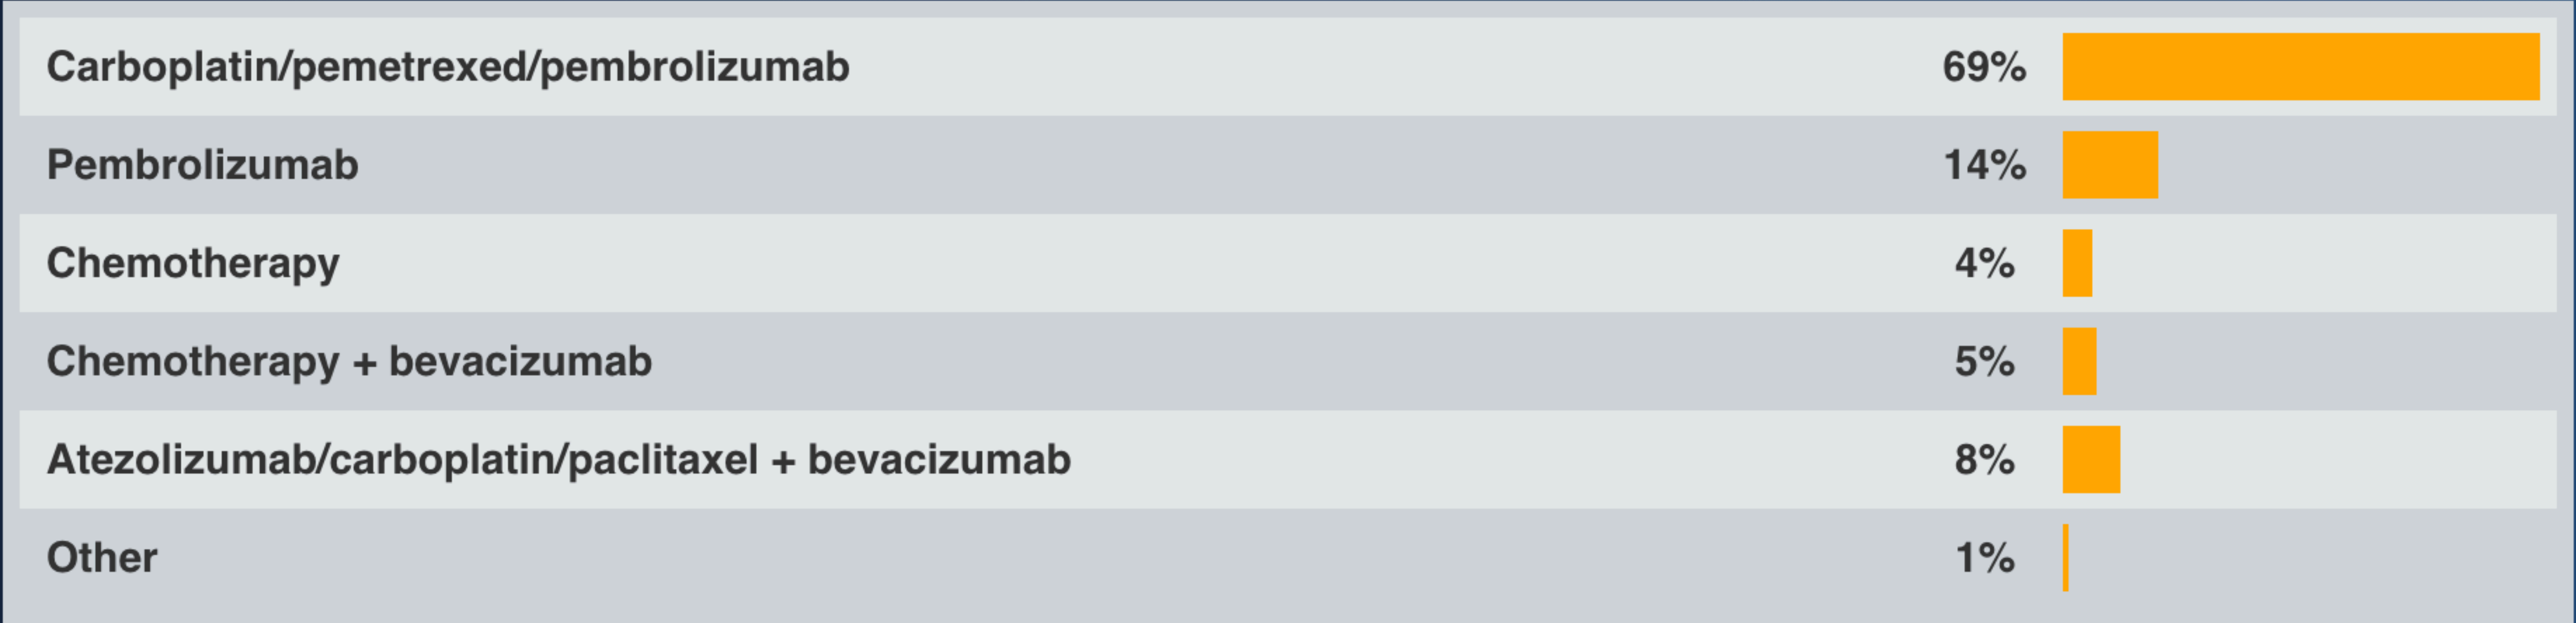 Carboplatin/pemetrexed/pembrolizumab 69%
Pembrolizumab 14%
Chemotherapy 4%
Chemotherapy + bevacizumab 5%
Atezolizumab/carboplatin/paclitaxel + bevacizumab 8%
Other 1%